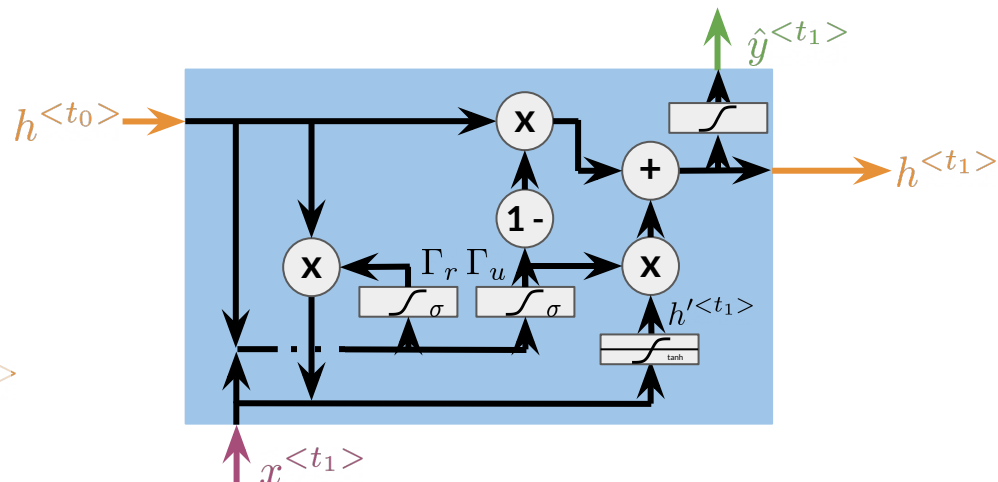 ŷ^{<t₁>}
h^{<t₀>}
x
+
h^{<t₁>}
1 -
x
Γᵣ Γᵤ
x
σ
σ
h'^{<t₁>}
tanh
>
x^{<t₁>}